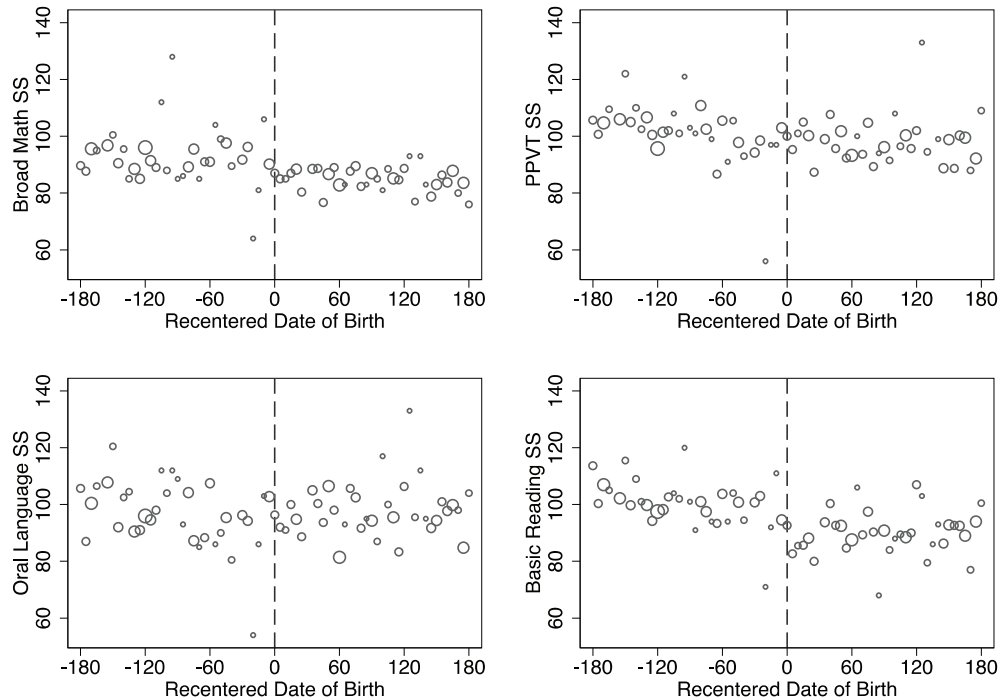 140
120
100
80
60
Broad Math SS
-180 -120 -60 0 60 120 180
Recentered Date of Birth
140
120
100
80
60
PPVT SS
-180 -120 -60 0 60 120 180
Recentered Date of Birth
140
120
100
80
60
Oral Language SS
-180 -120 -60 0 60 120 180
Recentered Date of Birth
140
120
100
80
60
Basic Reading SS
-180 -120 -60 0 60 120 180
Recentered Date of Birth